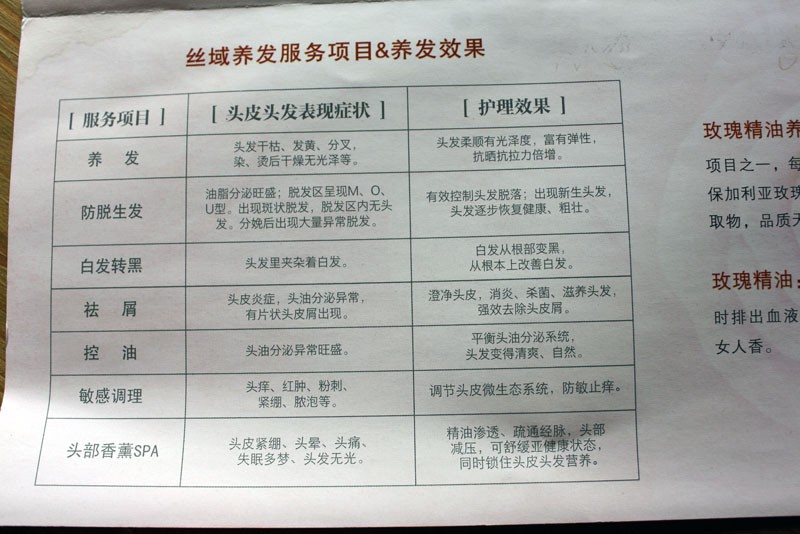 丝域养发服务项目&养发效果
[ 服务项目 ] [ 头皮头发表现症状 ] [ 护理效果 ]
养 发
头发干枯、发黄、分叉，
染、烫后干燥无光泽等。
头发柔顺有光泽度，富有弹性，
抗晒抗拉力倍增。
防脱生发
油脂分泌旺盛；脱发区呈现M、O、
U型。出现斑状脱发，脱发区内无头
发。分娩后出现大量异常脱发。
有效控制头发脱落；出现新生头发，
头发逐步恢复健康、粗壮。
白发转黑
头发里夹杂着白发。
白发从根部变黑，
从根本上改善白发。
祛 屑
头皮炎症，头油分泌异常，
有片状头皮屑出现。
澄净头皮，消炎、杀菌、滋养头发，
强效去除头皮屑。
控 油
头油分泌异常旺盛。
平衡头油分泌系统，
头发变得清爽、自然。
敏感调理
头痒、红肿、粉刺、
紧绷、脓泡等。
调节头皮微生态系统，防敏止痒。
头部香薰SPA
头皮紧绷、头晕、头痛、
失眠多梦、头发无光。
精油渗透、疏通经脉，头部
减压，可舒缓亚健康状态，
同时锁住头皮头发营养。
玫瑰精油养
项目之一，每
保加利亚玫瑰
取物，品质无
玫瑰精油：
时排出血液
女人香。